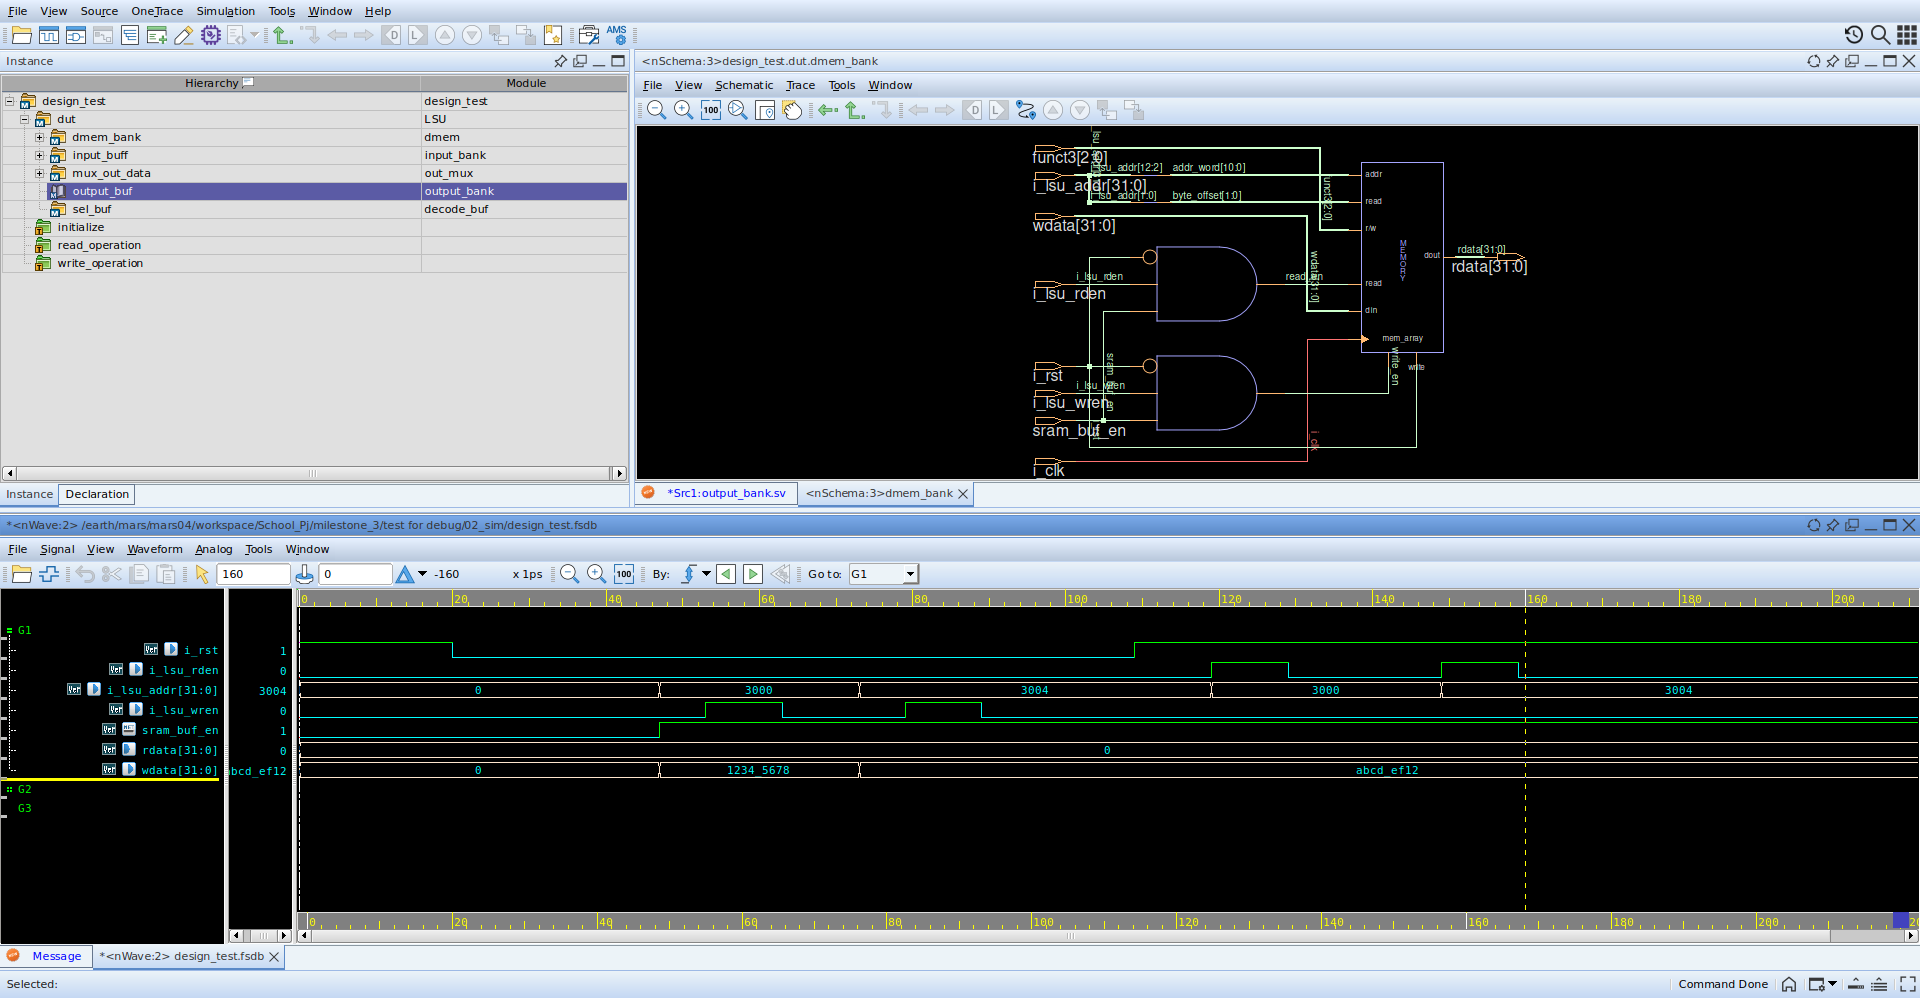 File View Source OneTrace Simulation Tools Window Help
AMS
Instance
Hierarchy Module
design_test design_test
dut LSU
dmem_bank dmem
input_buff input_bank
mux_out_data out_mux
output_buf output_bank
sel_buf decode_buf
initialize
read_operation
write_operation
Instance Declaration
<nSchema:3>design_test.dut.dmem_bank
File View Schematic Trace Tools Window
100
funct3[2:0]
lsu_addr[12:2] addr_word[10:0] addr
i_lsu_addr[31:0]
lsu_addr[1:0] byte_offset[1:0] read
funct3[2:0]
wdata[31:0] r/w
MEMORY
rdata[31:0]
dout
rdata[31:0]
wdata[31:0]
i_lsu_rden read_en read
i_lsu_rden
din
mem_array
write_en
write
sram_buf_en
i_rst
i_lsu_wren
i_lsu_wren
sram_buf_en
i_clk
i_clk
*Src1:output_bank.sv <nSchema:3>dmem_bank
*<nWave:2> /earth/mars/mars04/workspace/School_Pj/milestone_3/test for debug/02_sim/design_test.fsdb
File Signal View Waveform Analog Tools Window
160 0 -160 x 1ps 100 By: Go to: G1
0 20 40 60 80 100 120 140 160 180 200
G1
i_rst 1
i_lsu_rden 0
i_lsu_addr[31:0] 3004 0 3000 3004 3000 3004
i_lsu_wren 0
sram_buf_en 1
rdata[31:0] 0 0
wdata[31:0] abcd_ef12 0 1234_5678 abcd_ef12
G2
G3
0 20 40 60 80 100 120 140 160 180 200
Message *<nWave:2> design_test.fsdb
Selected: Command Done